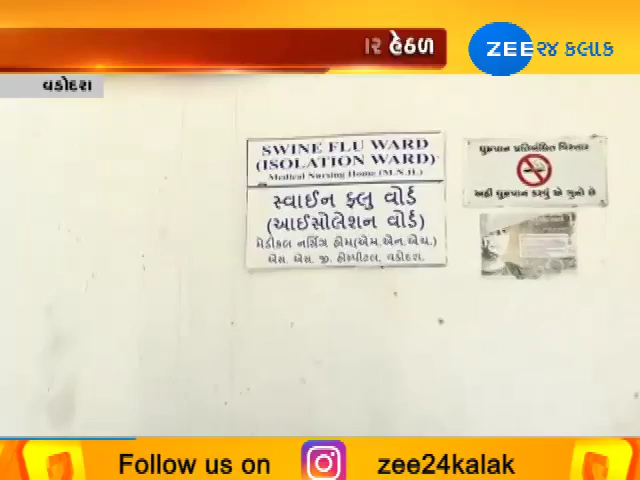 હેઠળ
ZEE ૨૪ કલાક
વડોદરા
SWINE FLU WARD
(ISOLATION WARD)
Medical Nursing Home (M.N.H.)
સ્વાઈન ફ્લુ વોર્ડ
(આઈસોલેશન વોર્ડ)
મેડીકલ નર્સિંગ હોમ(એમ.એન.એચ.)
એસ. એસ. જી. હોસ્પીટલ, વડોદરા.
ધુમ્રપાન પ્રતિબંધિત વિસ્તાર
અહીં ધુમ્રપાન કરવું એ ગુનો છે
Follow us on zee24kalak